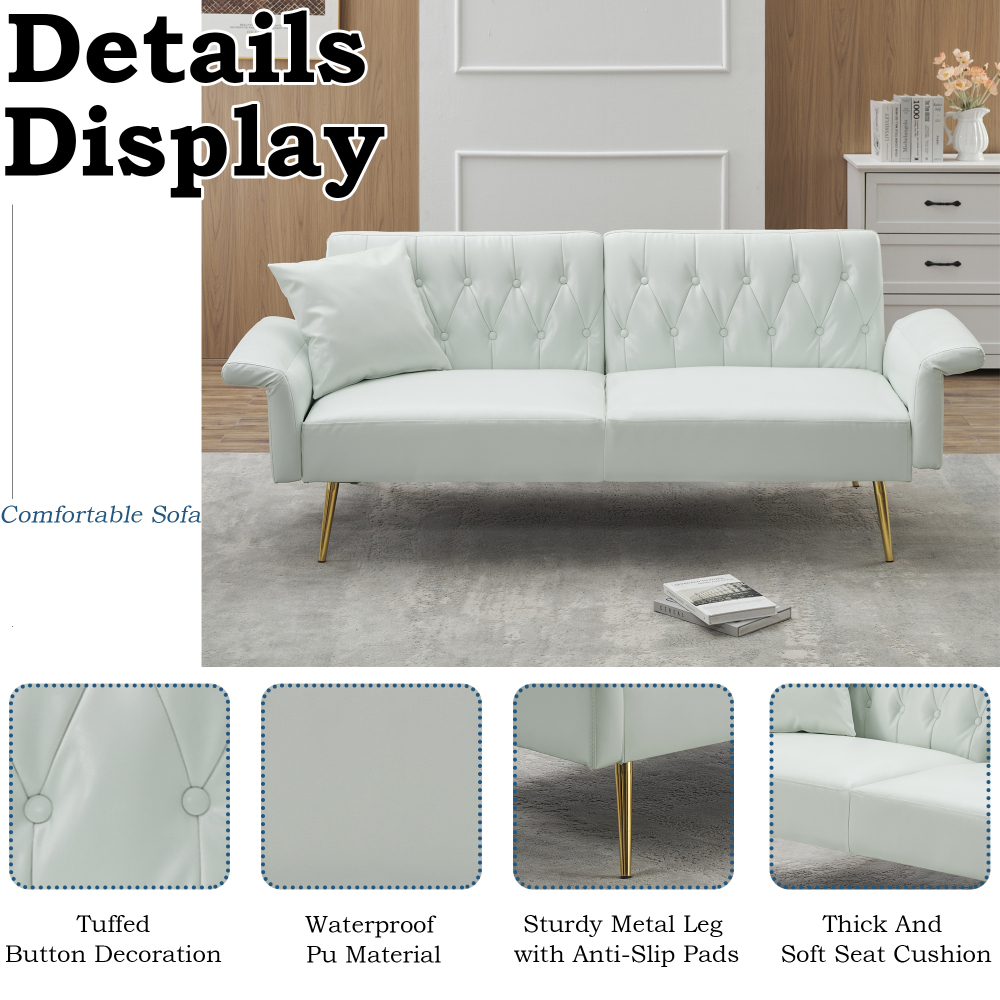 Details
Display
Comfortable Sofa
1000
Tuffed
Button Decoration
Waterproof
Pu Material
Sturdy Metal Leg
with Anti-Slip Pads
Thick And
Soft Seat Cushion